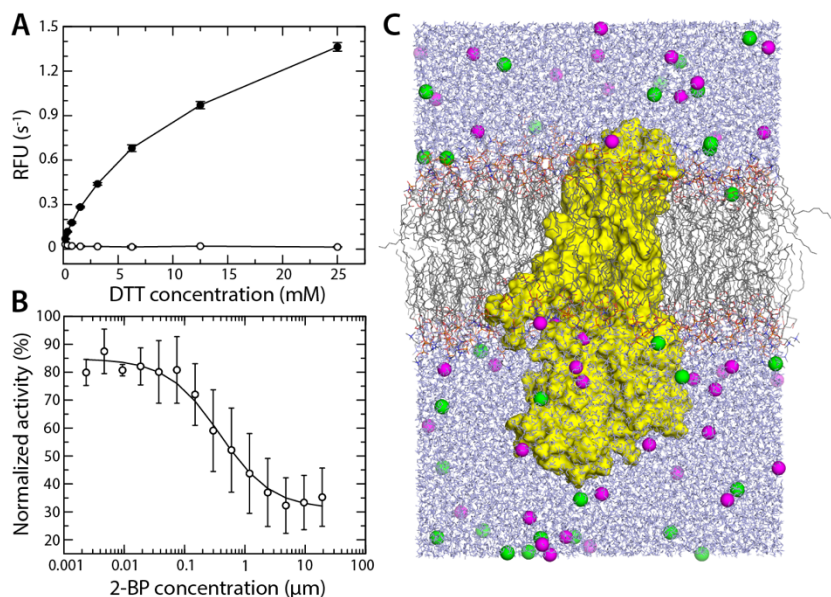 A
C
1.5
1.2
0.9
0.6
0.3
0
RFU (s⁻¹)
0 5 10 15 20 25
DTT concentration (mM)
B
100
90
80
70
60
50
40
30
20
Normalized activity (%)
0.001 0.01 0.1 1 10 100
2-BP concentration (μm)